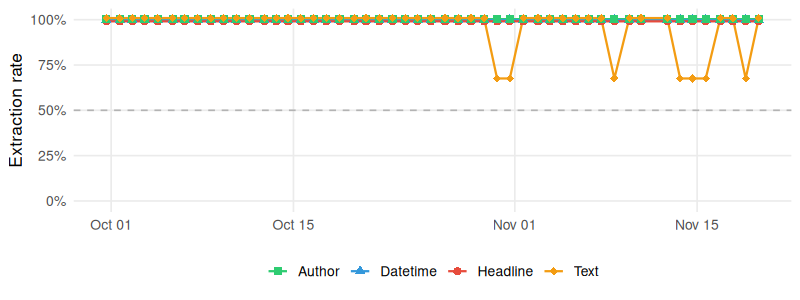 Extraction rate
100%
75%
50%
25%
0%
Oct 01 Oct 15 Nov 01 Nov 15
Author Datetime Headline Text